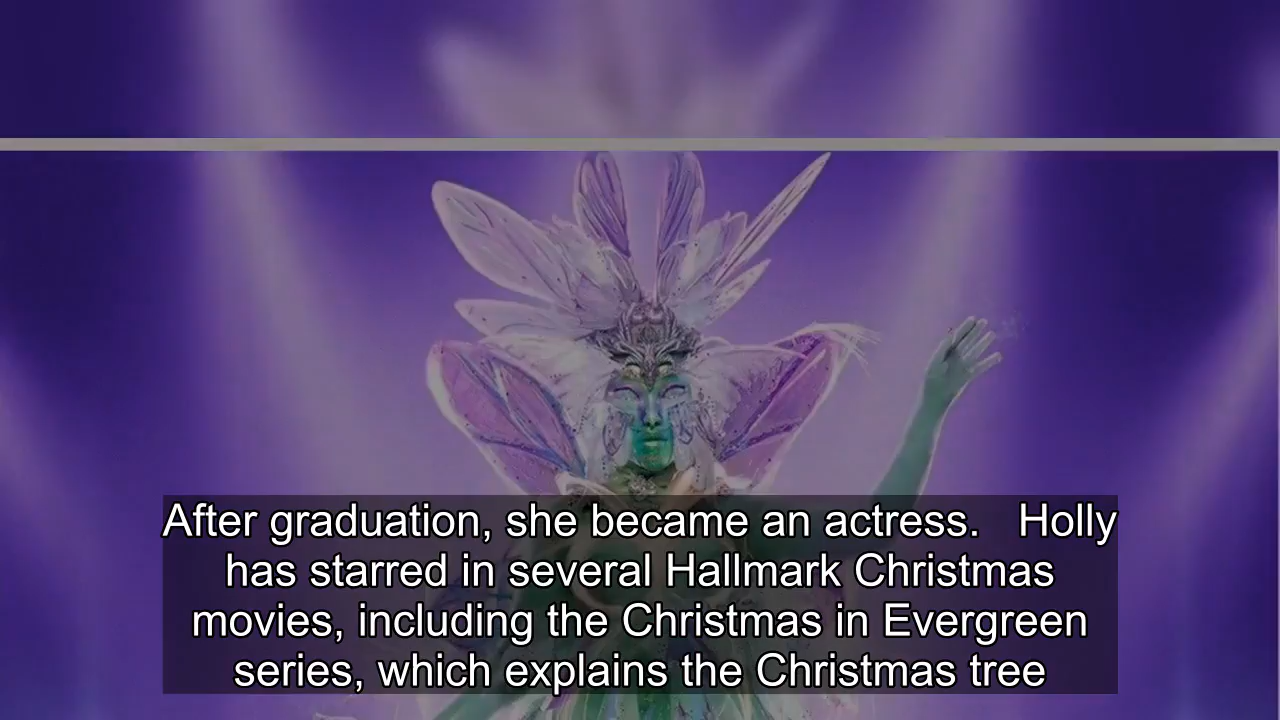 After graduation, she became an actress.   Holly
has starred in several Hallmark Christmas
movies, including the Christmas in Evergreen
series, which explains the Christmas tree